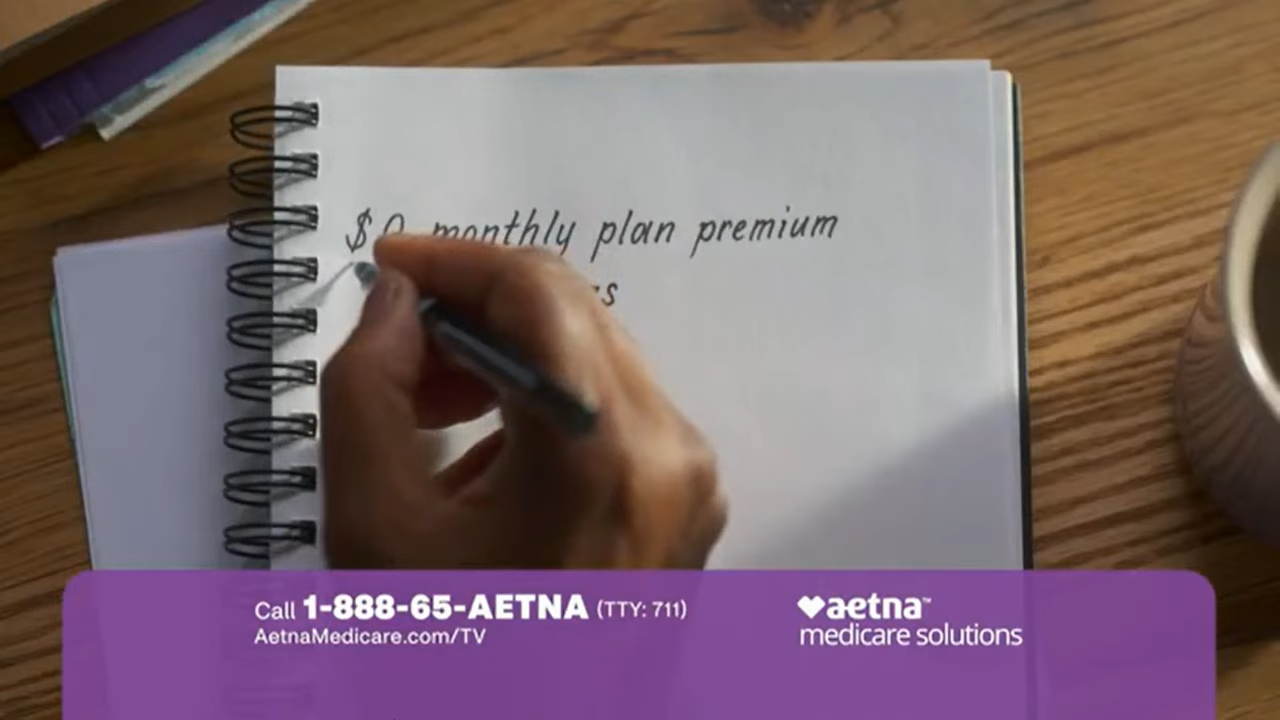 $0 monthly plan premium
Call 1-888-65-AETNA (TTY: 711)
AetnaMedicare.com/TV
aetna™
medicare solutions